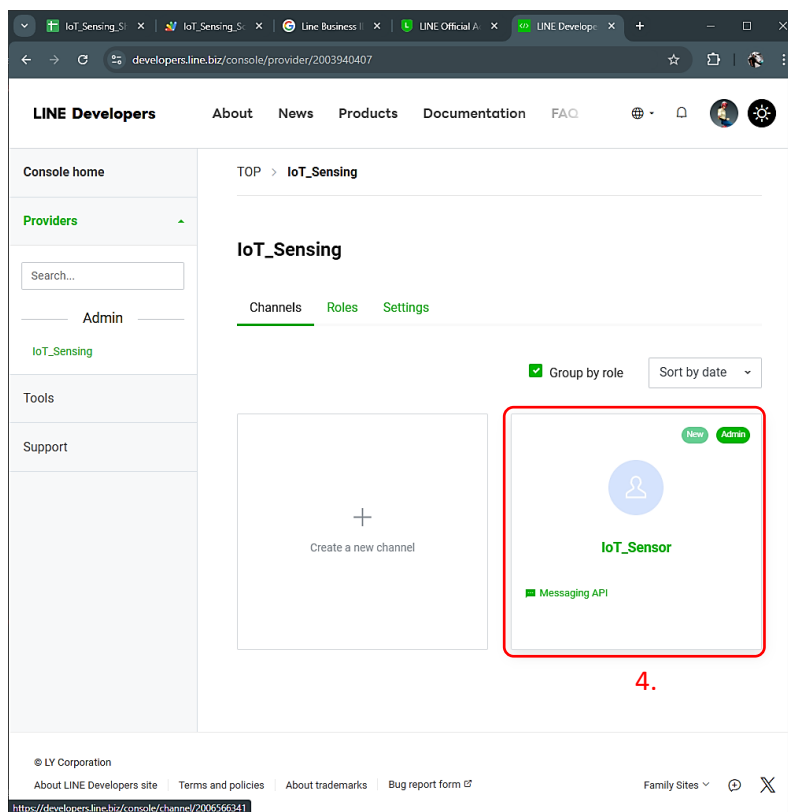 IoT_Sensing_S
IoT_Sensing_Sc
Line Business I
LINE Official A
LINE Develope
developers.line.biz/console/provider/2003940407
LINE Developers
About
News
Products
Documentation
FAQ
Console home
TOP > IoT_Sensing
Providers
IoT_Sensing
Search...
Channels
Roles
Settings
Admin
IoT_Sensing
Group by role
Sort by date
Tools
Support
New
Admin
Create a new channel
IoT_Sensor
Messaging API
4.
© LY Corporation
About LINE Developers site
Terms and policies
About trademarks
Bug report form
Family Sites
https://developers.line.biz/console/channel/2006566341